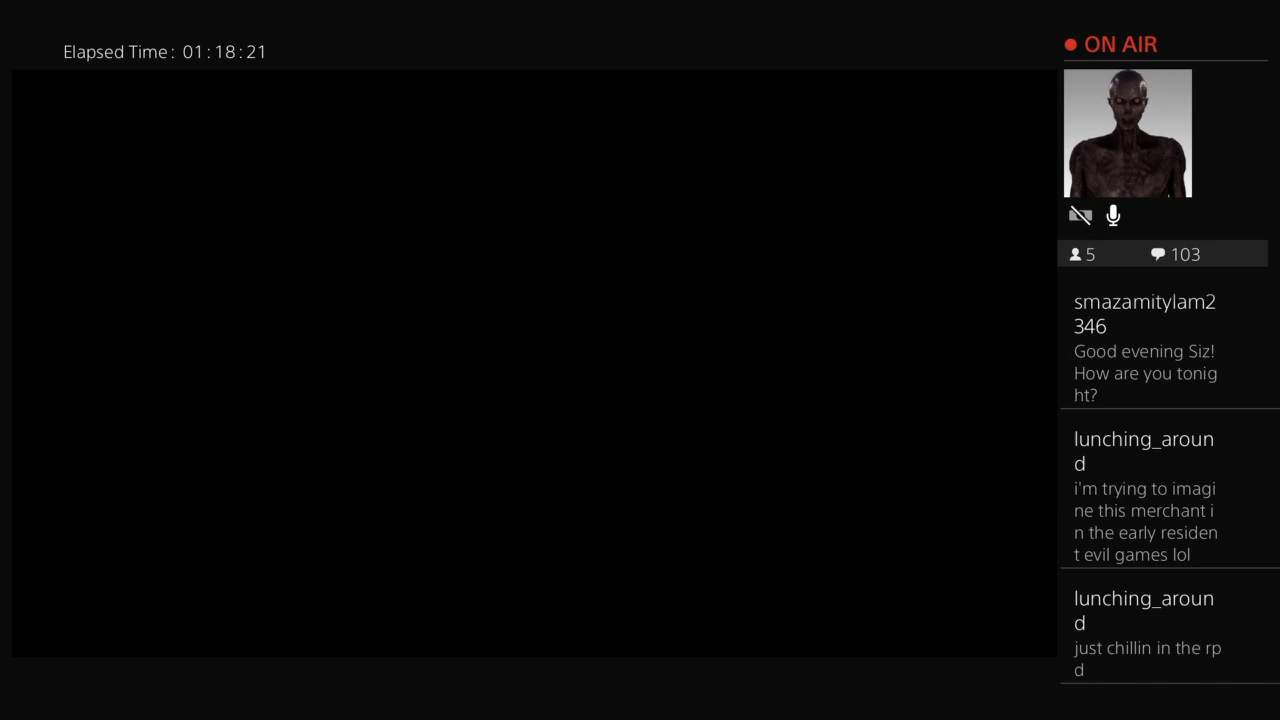 Elapsed Time: 01:18:21
ON AIR
5 103
smazamitylam2
346
Good evening Siz!
How are you tonig
ht?
lunching_aroun
d
i'm trying to imagi
ne this merchant i
n the early residen
t evil games lol
lunching_aroun
d
just chillin in the rp
d